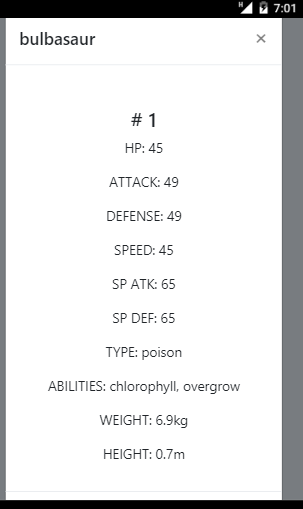 H 7:01
bulbasaur ×
# 1
HP: 45
ATTACK: 49
DEFENSE: 49
SPEED: 45
SP ATK: 65
SP DEF: 65
TYPE: poison
ABILITIES: chlorophyll, overgrow
WEIGHT: 6.9kg
HEIGHT: 0.7m